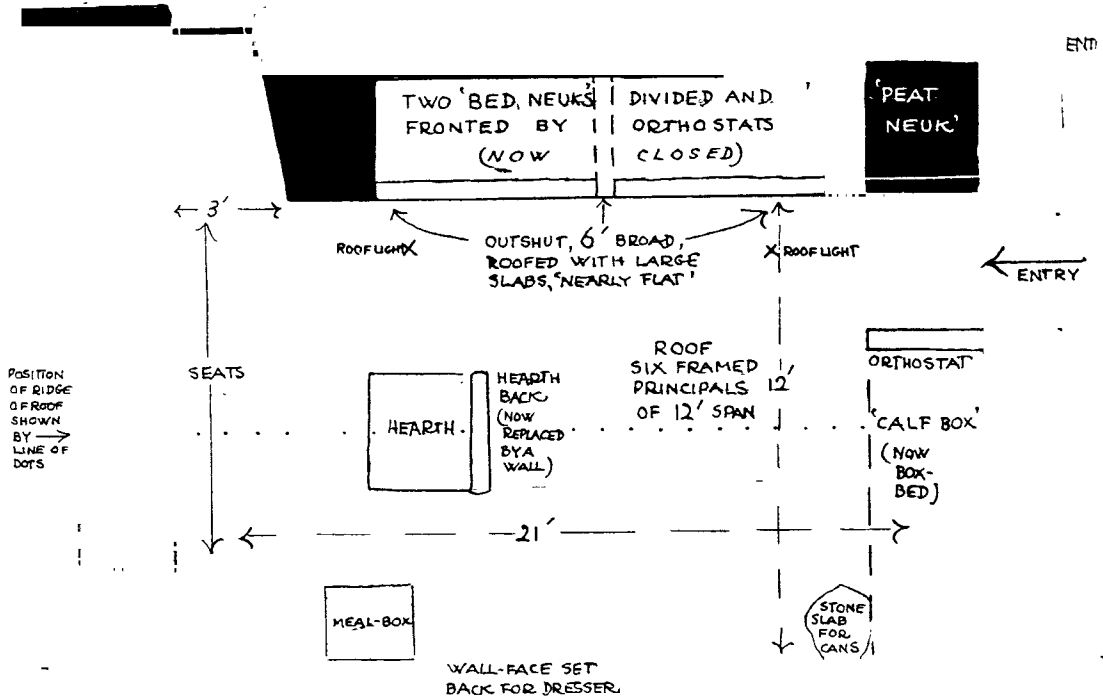 ENT
TWO 'BED, NEUKS'
FRONTED BY
(NOW
DIVIDED AND
ORTHOSTATS
CLOSED)
'PEAT
NEUK'
3'
ROOFLIGHT X
OUTSHUT, 6' BROAD,
ROOFED WITH LARGE
SLABS, 'NEARLY FLAT'
X ROOFLIGHT
ENTRY
ORTHOSTAT
ROOF
SIX FRAMED
PRINCIPALS
OF 12' SPAN
12'
SEATS
POSITION
OF RIDGE
OF ROOF
SHOWN
BY →
LINE OF
DOTS
HEARTH
HEARTH
BACK
(NOW
REPLACED
BY A
WALL)
'CALF BOX'
(NOW
BOX-
BED)
21'
MEAL-BOX
STONE
SLAB
FOR
CANS
WALL-FACE SET
BACK FOR DRESSER